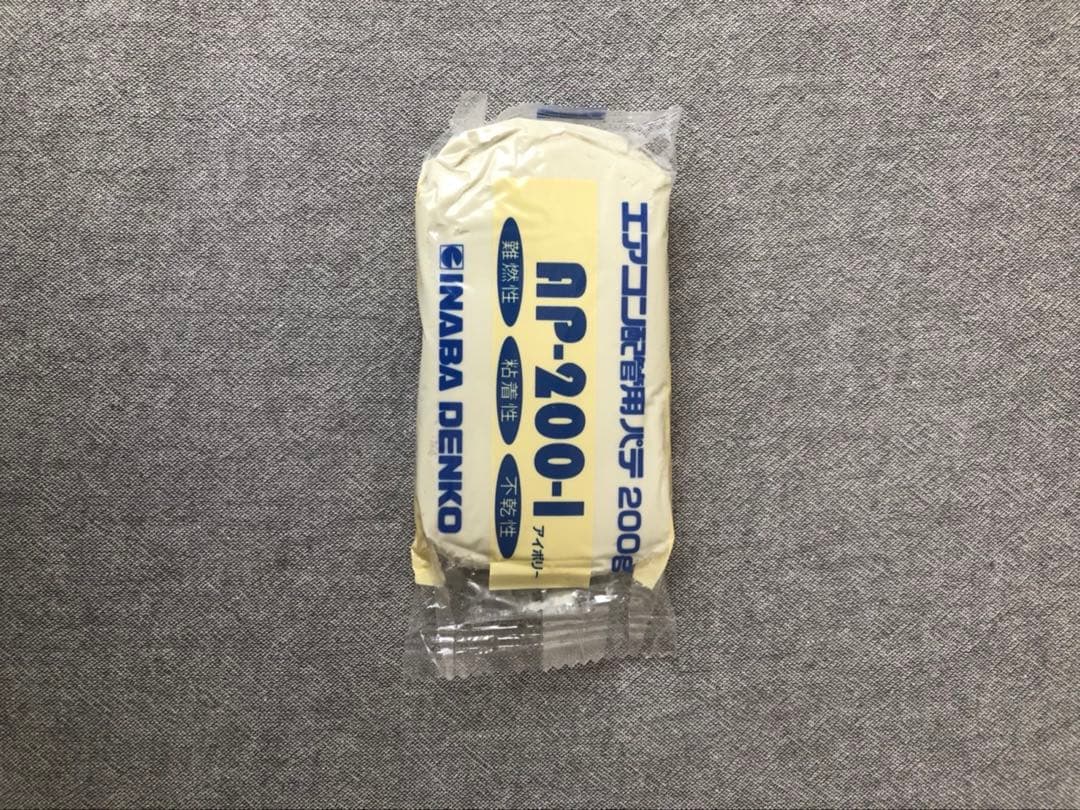 エアコン配管用パテ 200g
AP-200-I アイボリー
難燃性 粘着性 不乾性
INABA DENKO